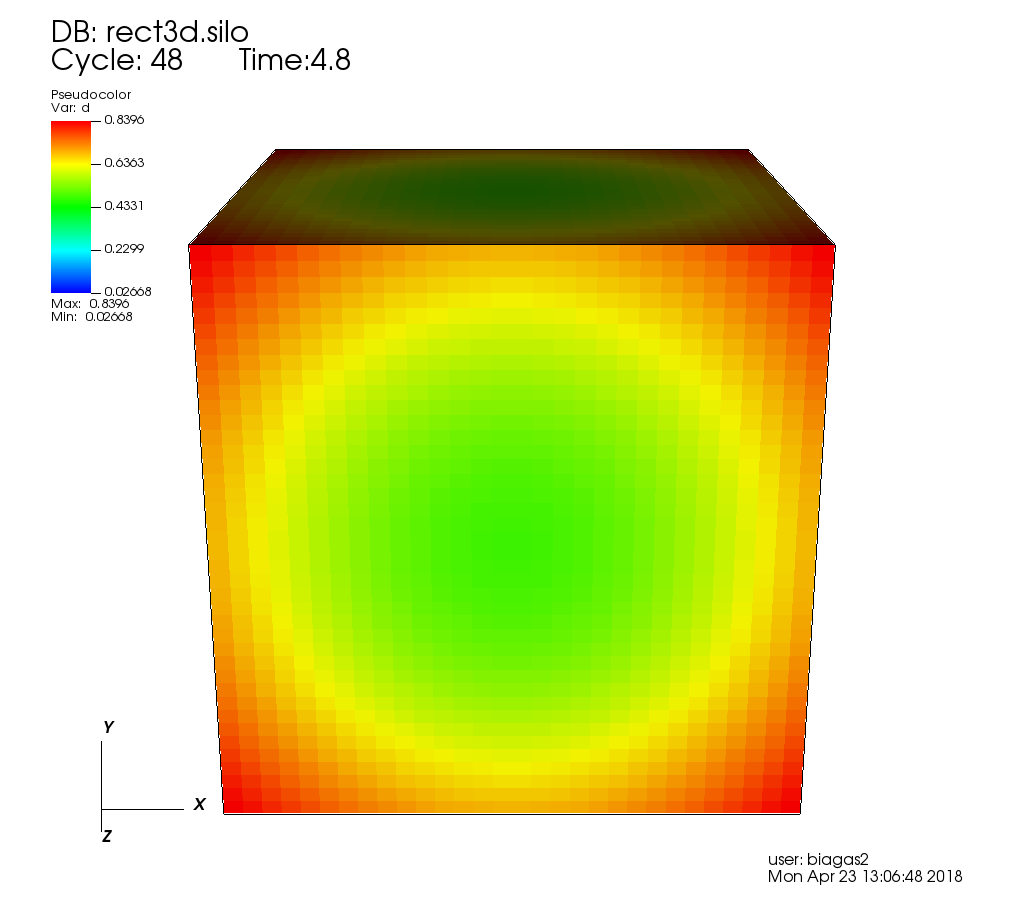 DB: rect3d.silo
Cycle: 48 Time:4.8
Pseudocolor
Var: d
0.8396
0.6363
0.4331
0.2299
0.02668
Max: 0.8396
Min: 0.02668
Y
X
Z
user: biagas2
Mon Apr 23 13:06:48 2018